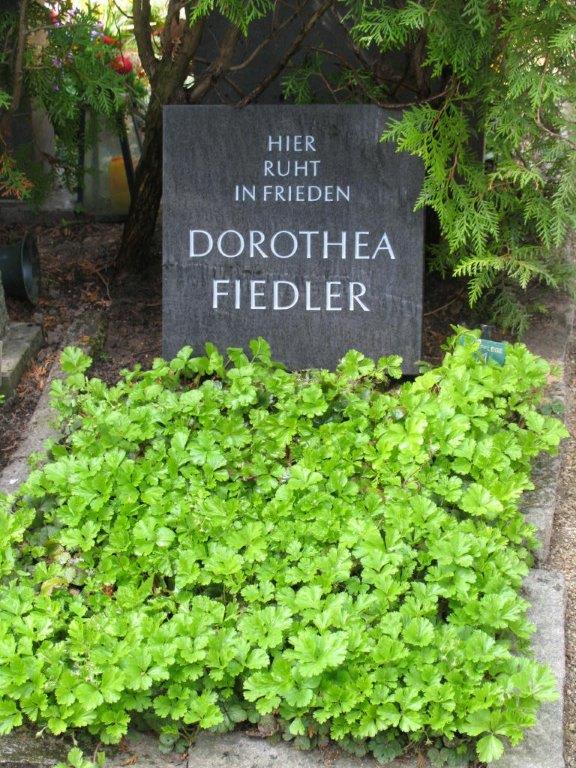 HIER
RUHT
IN FRIEDEN
DOROTHEA
FIEDLER